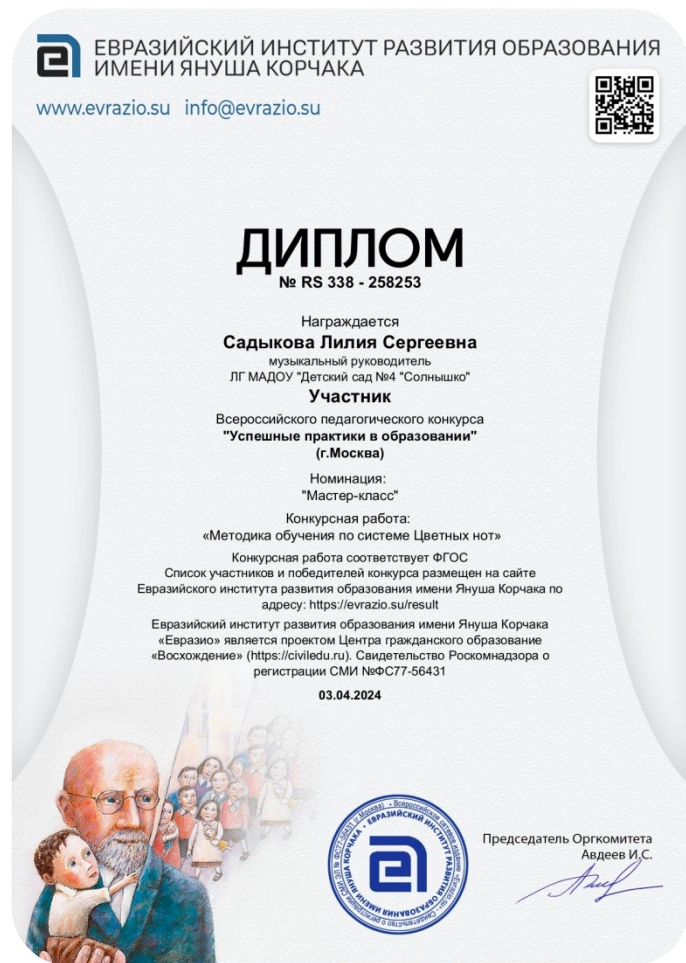 ЕВРАЗИЙСКИЙ ИНСТИТУТ РАЗВИТИЯ ОБРАЗОВАНИЯ
ИМЕНИ ЯНУША КОРЧАКА
www.evrazio.su info@evrazio.su
ДИПЛОМ
№ RS 338 - 258253
Награждается
Садыкова Лилия Сергеевна
музыкальный руководитель
ЛГ МАДОУ "Детский сад №4 "Солнышко"
Участник
Всероссийского педагогического конкурса
"Успешные практики в образовании"
(г.Москва)
Номинация:
"Мастер-класс"
Конкурсная работа:
«Методика обучения по системе Цветных нот»
Конкурсная работа соответствует ФГОС
Список участников и победителей конкурса размещен на сайте
Евразийского института развития образования имени Януша Корчака по
адресу: https://evrazio.su/result
Евразийский институт развития образования имени Януша Корчака
«Евразио» является проектом Центра гражданского образование
«Восхождение» (https://civiledu.ru). Свидетельство Роскомнадзора о
регистрации СМИ №ФС77-56431
03.04.2024
ЕВРАЗИЙСКИЙ ИНСТИТУТ РАЗВИТИЯ ОБРАЗОВАНИЯ ИМЕНИ ЯНУША КОРЧАКА
Председатель Оргкомитета
Авдеев И.С.